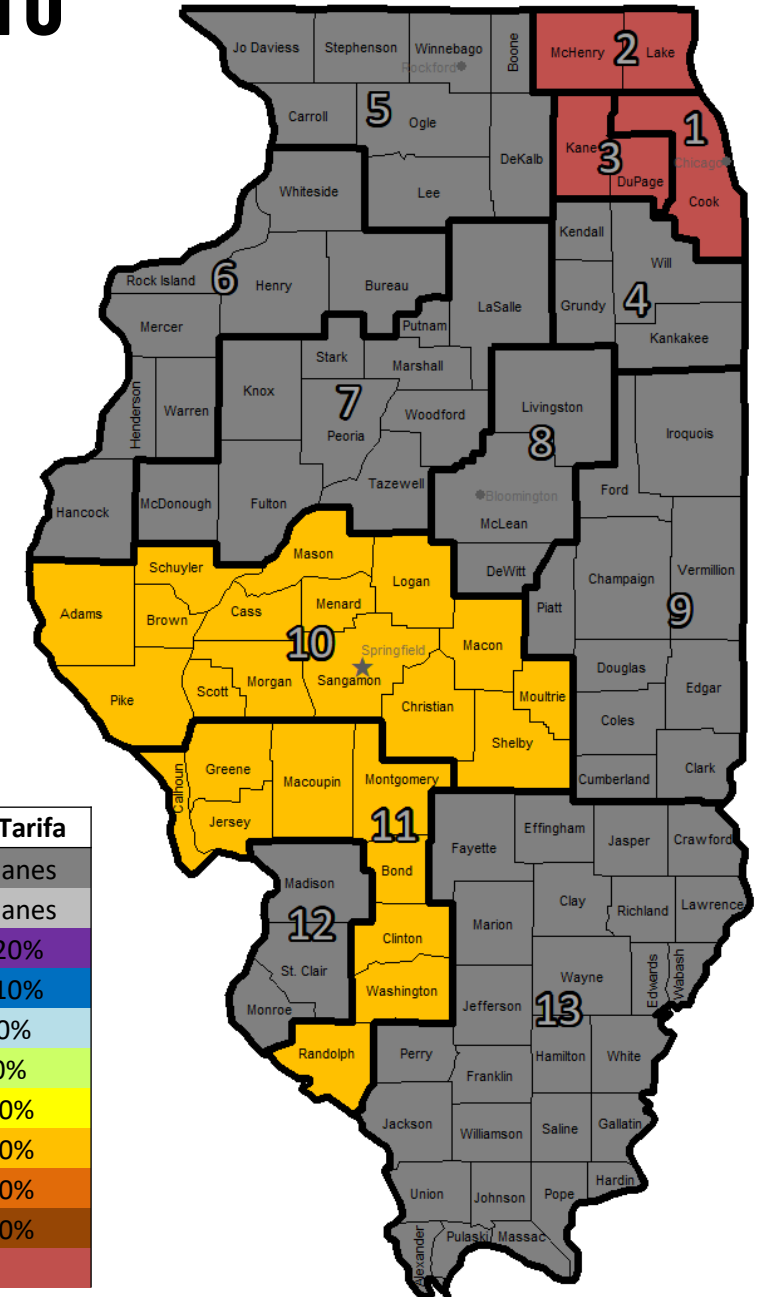 Jo Daviess
Stephenson
Winnebago
Boone
McHenry
2
Lake
Rockford
Carroll
5
Ogle
DeKalb
Kane
3
DuPage
1
Chicago
Cook
Whiteside
Lee
Kendall
Will
Rock Island
6
Henry
Bureau
LaSalle
Grundy
4
Mercer
Putnam
Kankakee
Stark
Marshall
Henderson
Warren
Knox
7
Peoria
Woodford
Livingston
8
Iroquois
Hancock
McDonough
Fulton
Tazewell
Bloomington
McLean
Ford
Schuyler
Mason
Logan
DeWitt
Champaign
Vermillion
Adams
Brown
Cass
Menard
Piatt
9
10
Springfield
Macon
Pike
Scott
Morgan
Sangamon
Christian
Moultrie
Douglas
Edgar
Shelby
Coles
Calhoun
Greene
Macoupin
Montgomery
Cumberland
Clark
Jersey
11
Fayette
Effingham
Jasper
Crawford
Madison
Bond
12
Clinton
Marion
Clay
Richland
Lawrence
St. Clair
Washington
Wayne
Edwards
Wabash
Monroe
Jefferson
13
Randolph
Perry
Franklin
Hamilton
White
Jackson
Williamson
Saline
Gallatin
Union
Johnson
Pope
Hardin
Alexander
Pulaski
Massac
Tarifa
anes
anes
20%
10%
0%
0%
0%
0%
0%
0%